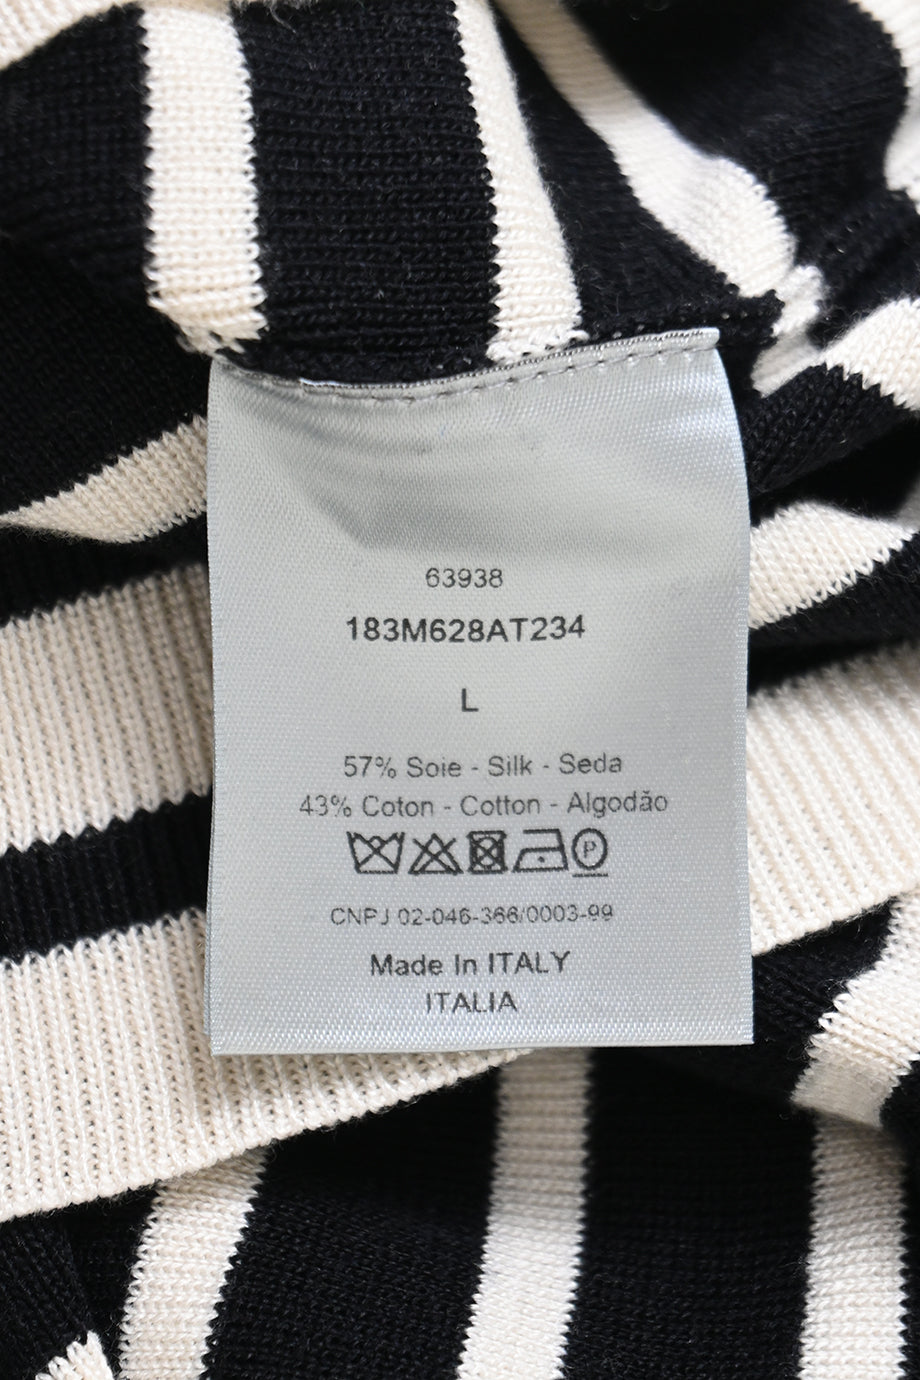 63938
183M628AT234
L
57% Soie - Silk - Seda
43% Coton - Cotton - Algodão
P
CNPJ 02-046-366/0003-99
Made In ITALY
ITALIA